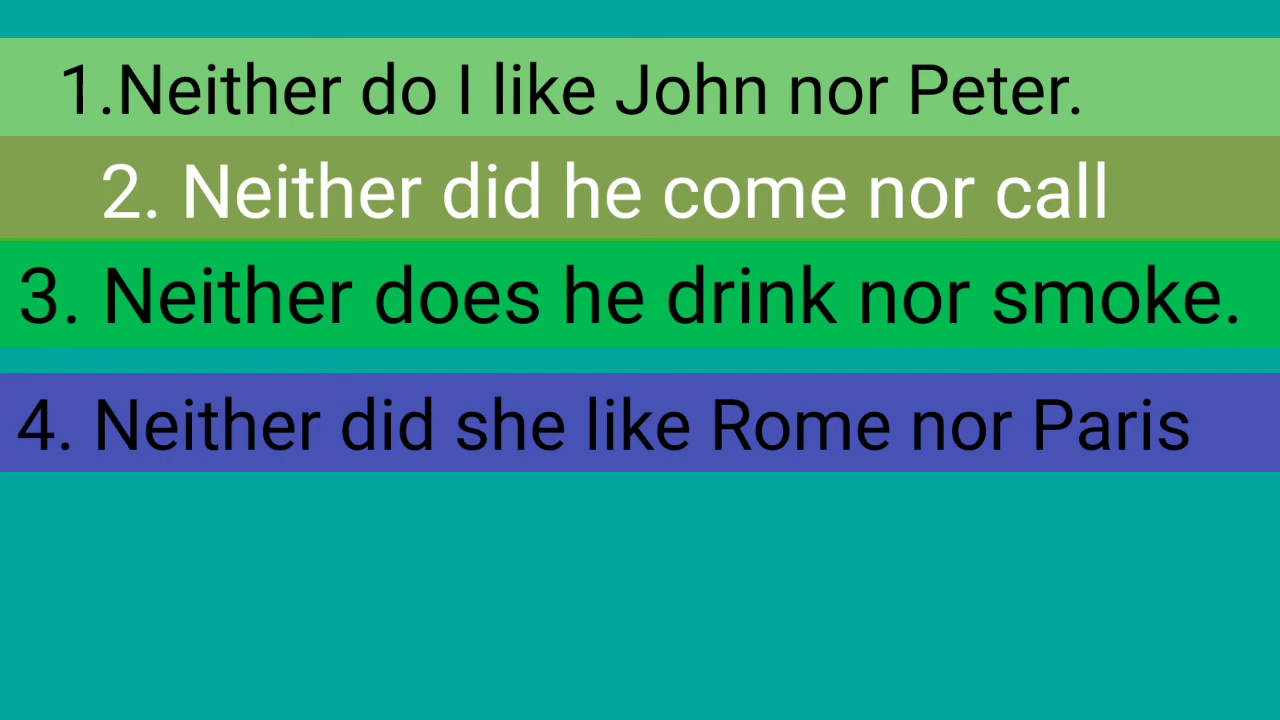 1.Neither do I like John nor Peter.
2. Neither did he come nor call
3. Neither does he drink nor smoke.
4. Neither did she like Rome nor Paris